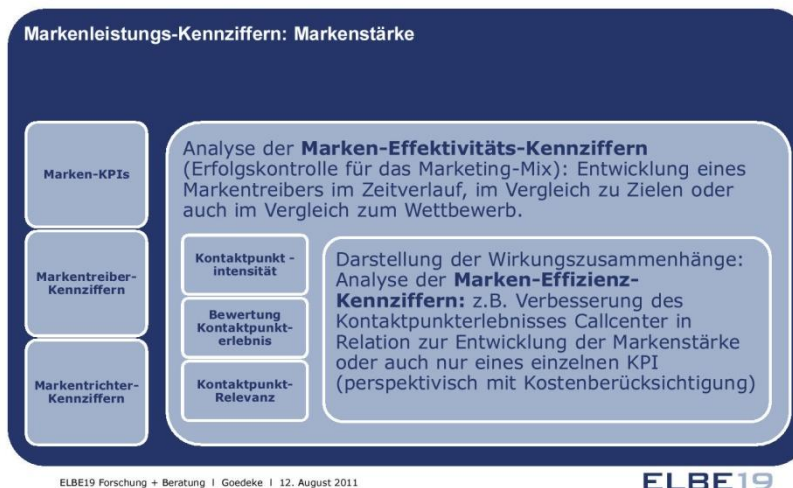 Markenleistungs-Kennziffern: Markenstärke
Marken-KPIs
Markentreiber-
Kennziffern
Markentrichter-
Kennziffern
Analyse der Marken-Effektivitäts-Kennziffern
(Erfolgskontrolle für das Marketing-Mix): Entwicklung eines
Markentreibers im Zeitverlauf, im Vergleich zu Zielen oder
auch im Vergleich zum Wettbewerb.
Kontaktpunkt -
intensität
Bewertung
Kontaktpunkt-
erlebnis
Kontaktpunkt-
Relevanz
Darstellung der Wirkungszusammenhänge:
Analyse der Marken-Effizienz-
Kennziffern: z.B. Verbesserung des
Kontaktpunkterlebnisses Callcenter in
Relation zur Entwicklung der Markenstärke
oder auch nur eines einzelnen KPI
(perspektivisch mit Kostenberücksichtigung)
ELBE19 Forschung + Beratung I Goedeke I 12. August 2011
ELBE19